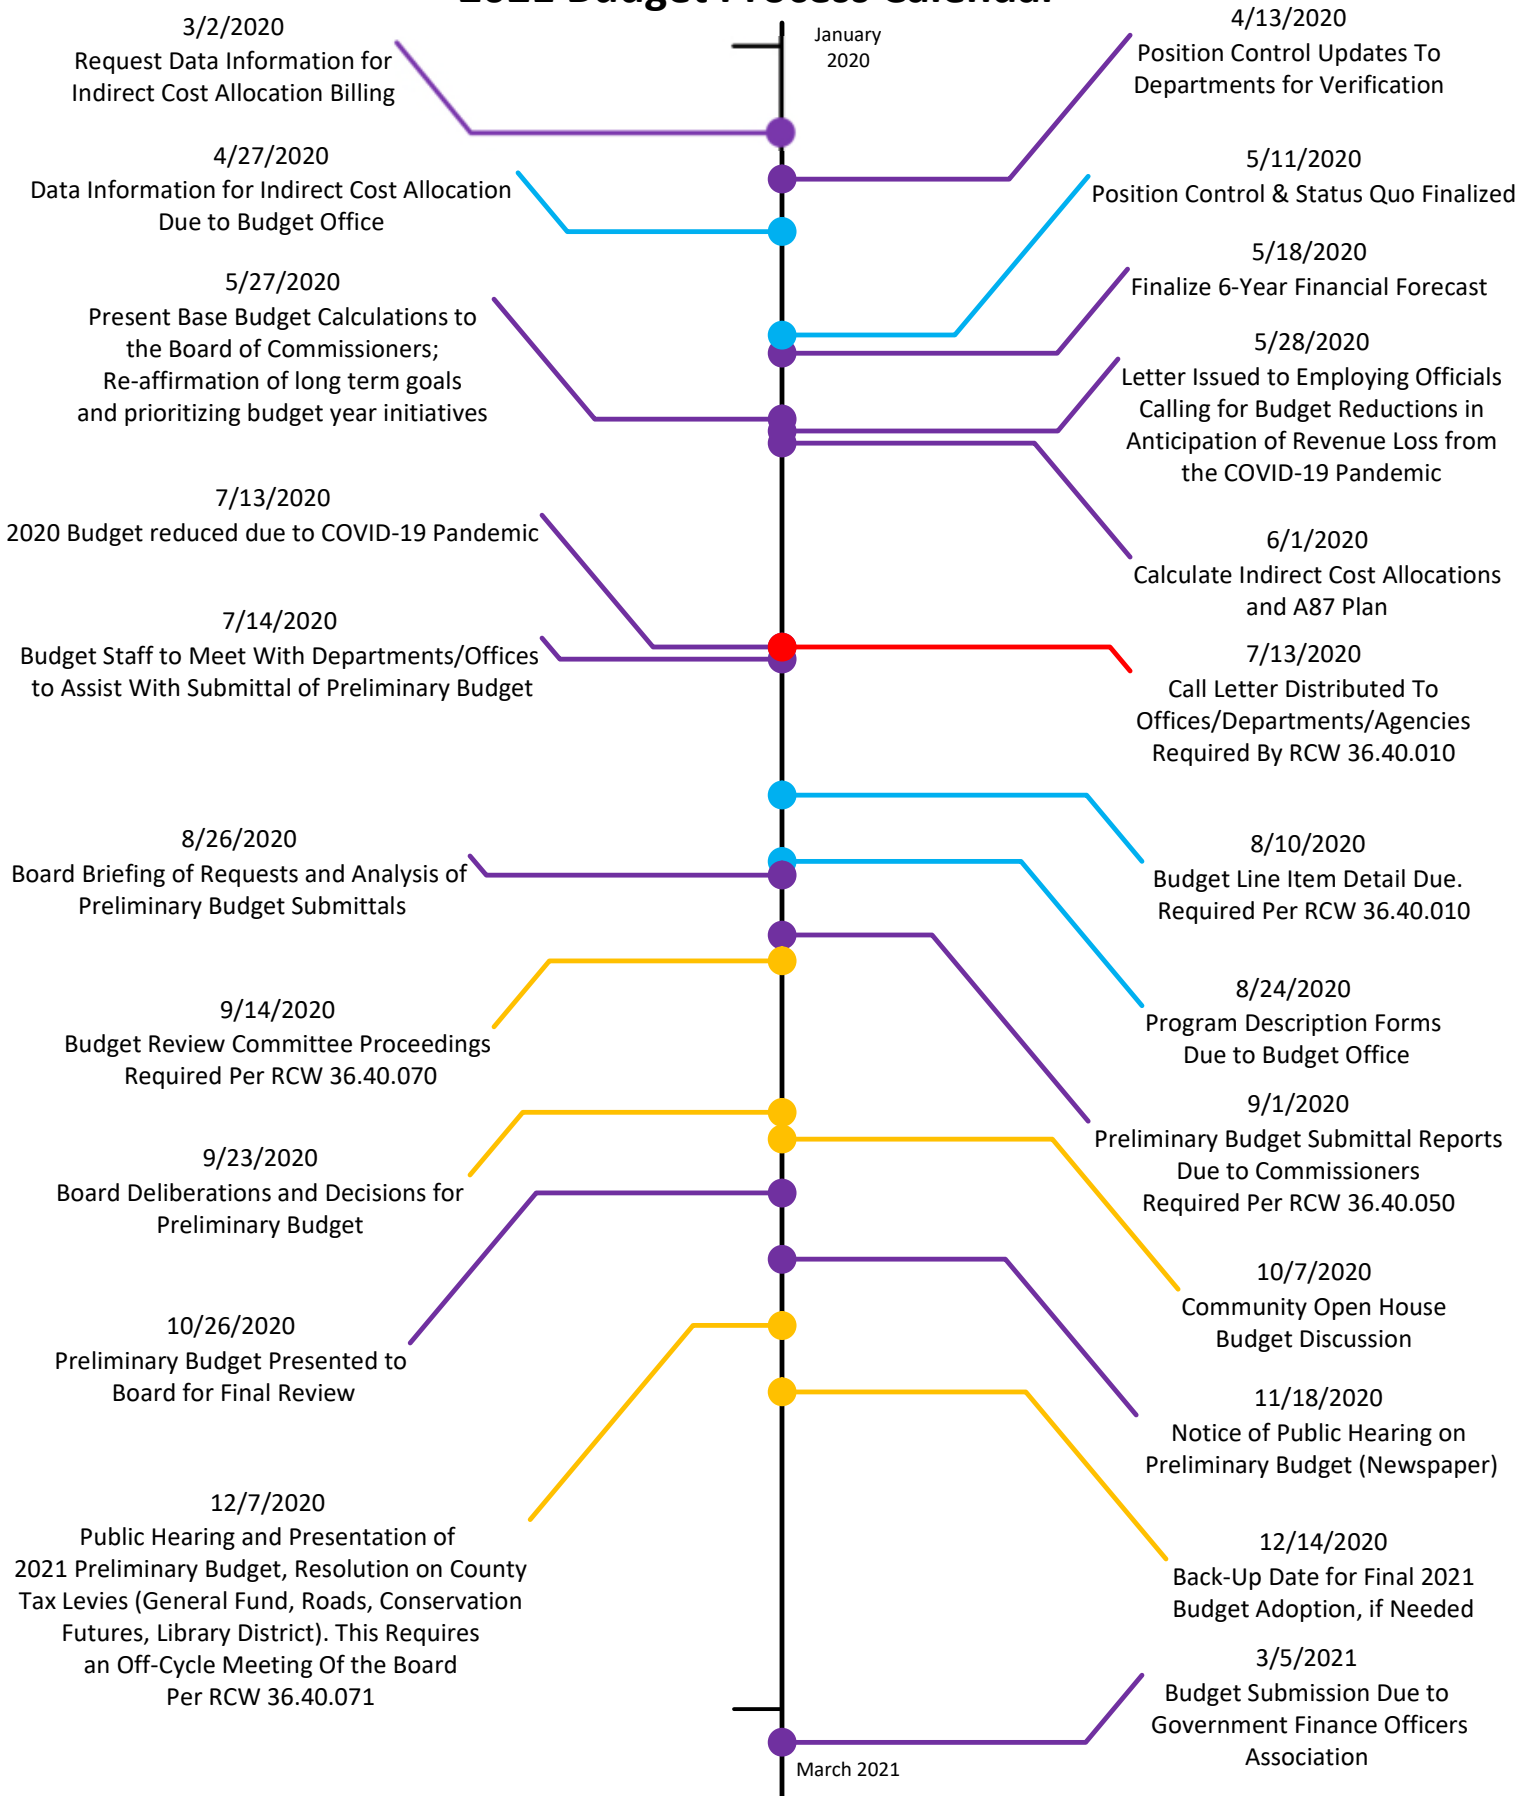 2021 Budget Process Calendar
January
2020
3/2/2020
Request Data Information for
Indirect Cost Allocation Billing
4/13/2020
Position Control Updates To
Departments for Verification
4/27/2020
Data Information for Indirect Cost Allocation
Due to Budget Office
5/11/2020
Position Control & Status Quo Finalized
5/18/2020
Finalize 6-Year Financial Forecast
5/27/2020
Present Base Budget Calculations to
the Board of Commissioners;
Re-affirmation of long term goals
and prioritizing budget year initiatives
5/28/2020
Letter Issued to Employing Officials
Calling for Budget Reductions in
Anticipation of Revenue Loss from
the COVID-19 Pandemic
6/1/2020
Calculate Indirect Cost Allocations
and A87 Plan
7/13/2020
2020 Budget reduced due to COVID-19 Pandemic
7/13/2020
Call Letter Distributed To
Offices/Departments/Agencies
Required By RCW 36.40.010
7/14/2020
Budget Staff to Meet With Departments/Offices
to Assist With Submittal of Preliminary Budget
8/10/2020
Budget Line Item Detail Due.
Required Per RCW 36.40.010
8/24/2020
Program Description Forms
Due to Budget Office
8/26/2020
Board Briefing of Requests and Analysis of
Preliminary Budget Submittals
9/1/2020
Preliminary Budget Submittal Reports
Due to Commissioners
Required Per RCW 36.40.050
9/14/2020
Budget Review Committee Proceedings
Required Per RCW 36.40.070
9/23/2020
Board Deliberations and Decisions for
Preliminary Budget
10/7/2020
Community Open House
Budget Discussion
10/26/2020
Preliminary Budget Presented to
Board for Final Review
11/18/2020
Notice of Public Hearing on
Preliminary Budget (Newspaper)
12/7/2020
Public Hearing and Presentation of
2021 Preliminary Budget, Resolution on County
Tax Levies (General Fund, Roads, Conservation
Futures, Library District). This Requires
an Off-Cycle Meeting Of the Board
Per RCW 36.40.071
12/14/2020
Back-Up Date for Final 2021
Budget Adoption, if Needed
3/5/2021
Budget Submission Due to
Government Finance Officers
Association
March 2021